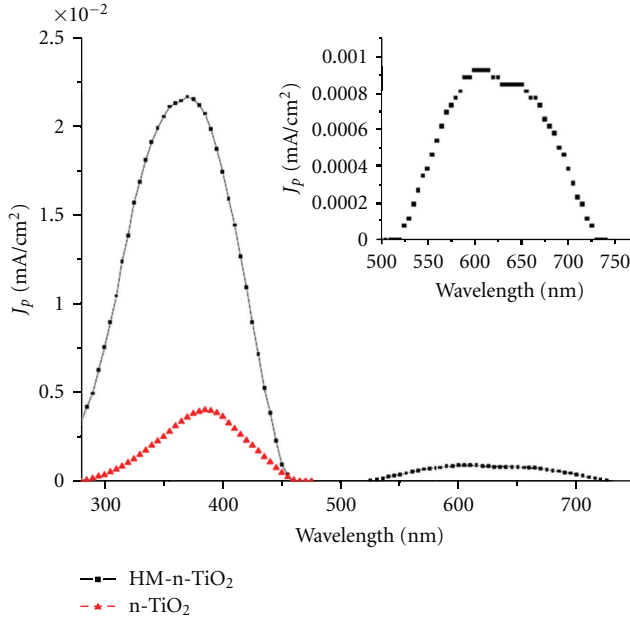 ×10⁻²
2.5
2
1.5
1
0.5
0
J_p (mA/cm²)
300 400 500 600 700
Wavelength (nm)
0.001
0.0008
0.0006
0.0004
0.0002
0
J_p (mA/cm²)
500 550 600 650 700 750
Wavelength (nm)
HM-n-TiO₂
n-TiO₂